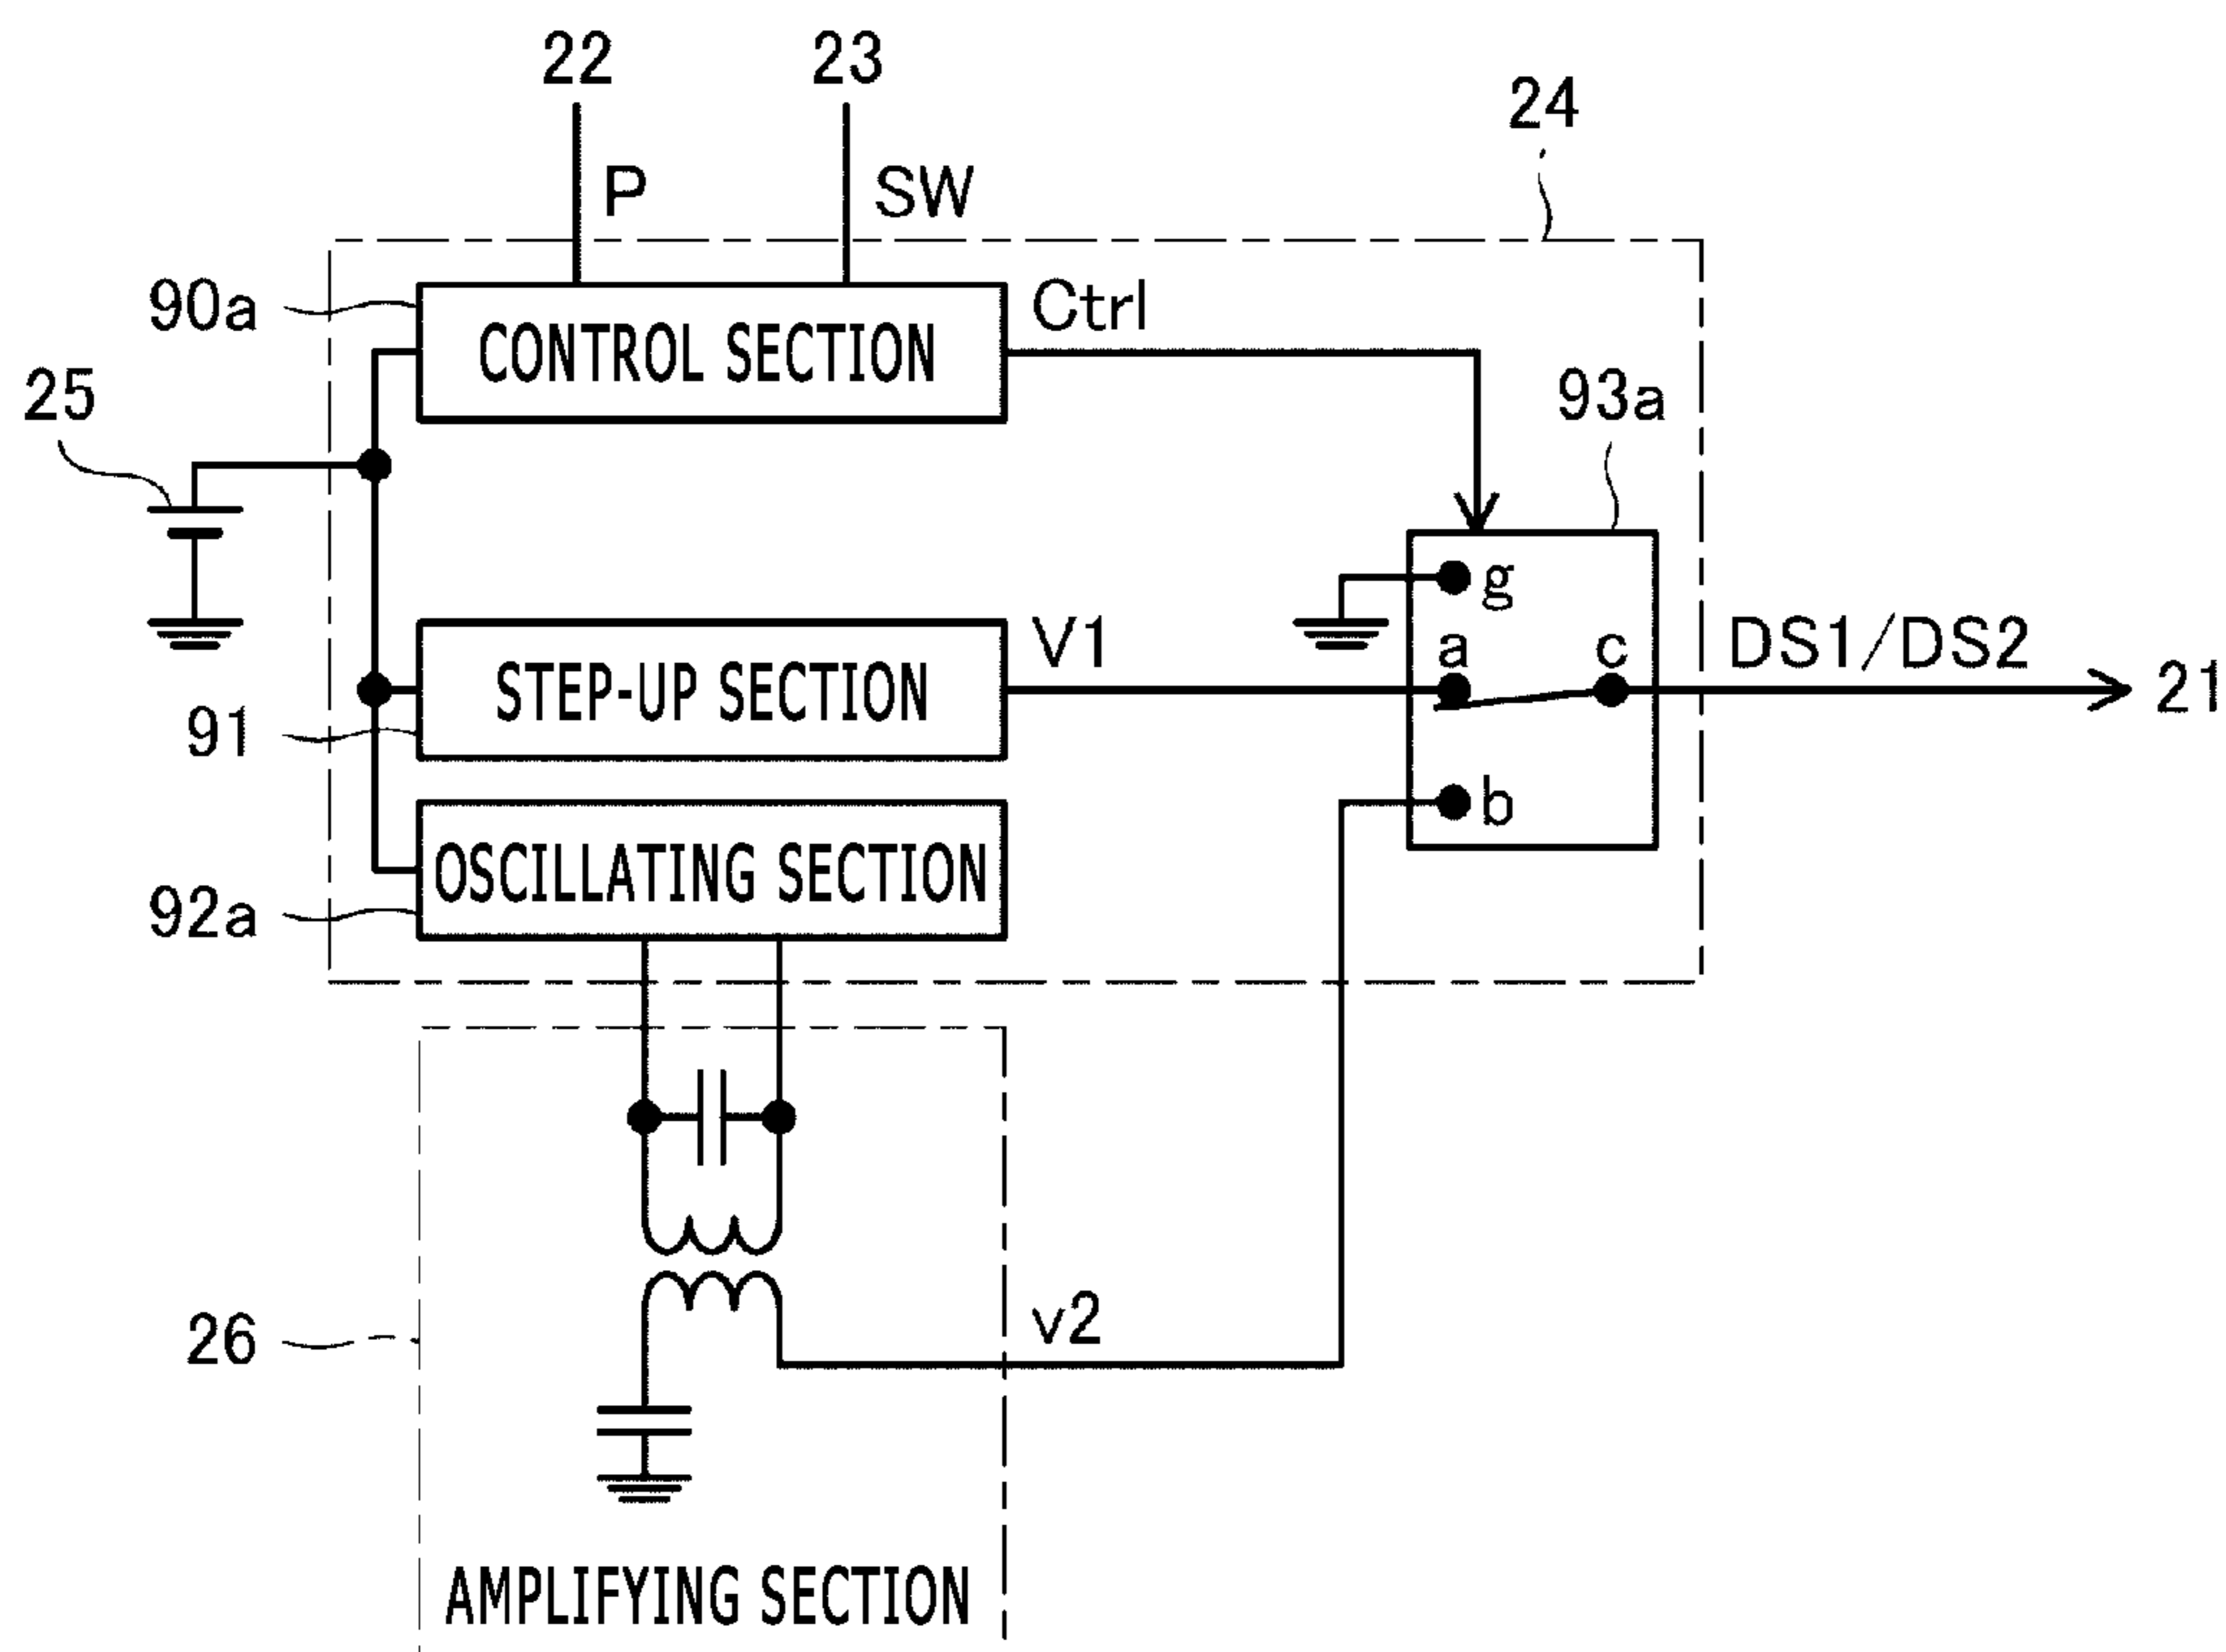 22
23
24
P
SW
90a
CONTROL SECTION
Ctrl
25
93a
g
STEP-UP SECTION
V1
a
c
DS1/DS2
21
91
b
OSCILLATING SECTION
92a
26
v2
AMPLIFYING SECTION